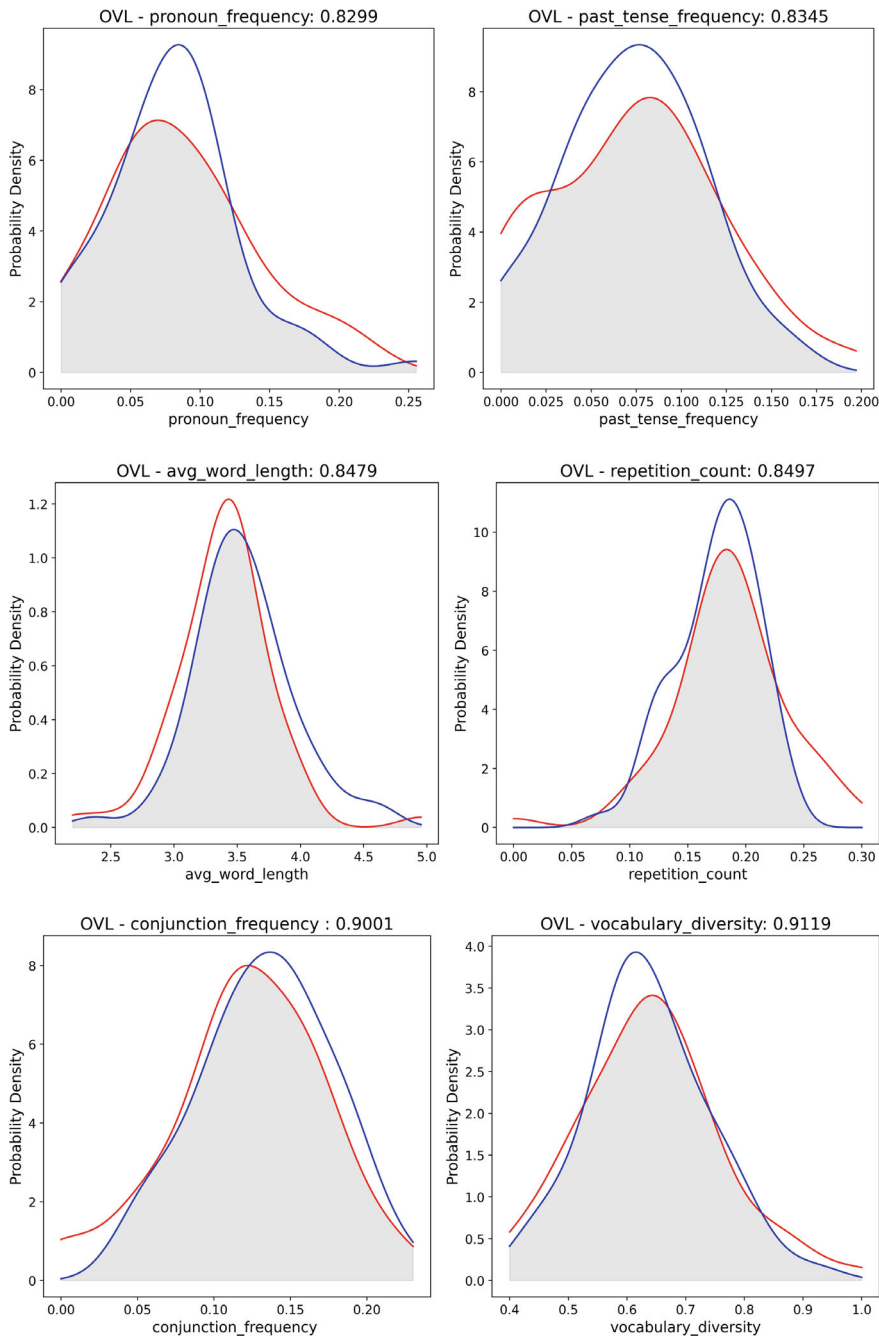 OVL - pronoun_frequency: 0.8299
OVL - past_tense_frequency: 0.8345
Probability Density
8
6
4
2
0
0.00 0.05 0.10 0.15 0.20 0.25
pronoun_frequency
Probability Density
8
6
4
2
0
0.000 0.025 0.050 0.075 0.100 0.125 0.150 0.175 0.200
past_tense_frequency
OVL - avg_word_length: 0.8479
OVL - repetition_count: 0.8497
Probability Density
1.2
1.0
0.8
0.6
0.4
0.2
0.0
2.5 3.0 3.5 4.0 4.5 5.0
avg_word_length
Probability Density
10
8
6
4
2
0
0.00 0.05 0.10 0.15 0.20 0.25 0.30
repetition_count
OVL - conjunction_frequency : 0.9001
OVL - vocabulary_diversity: 0.9119
Probability Density
8
6
4
2
0
0.00 0.05 0.10 0.15 0.20
conjunction_frequency
Probability Density
4.0
3.5
3.0
2.5
2.0
1.5
1.0
0.5
0.0
0.4 0.5 0.6 0.7 0.8 0.9 1.0
vocabulary_diversity